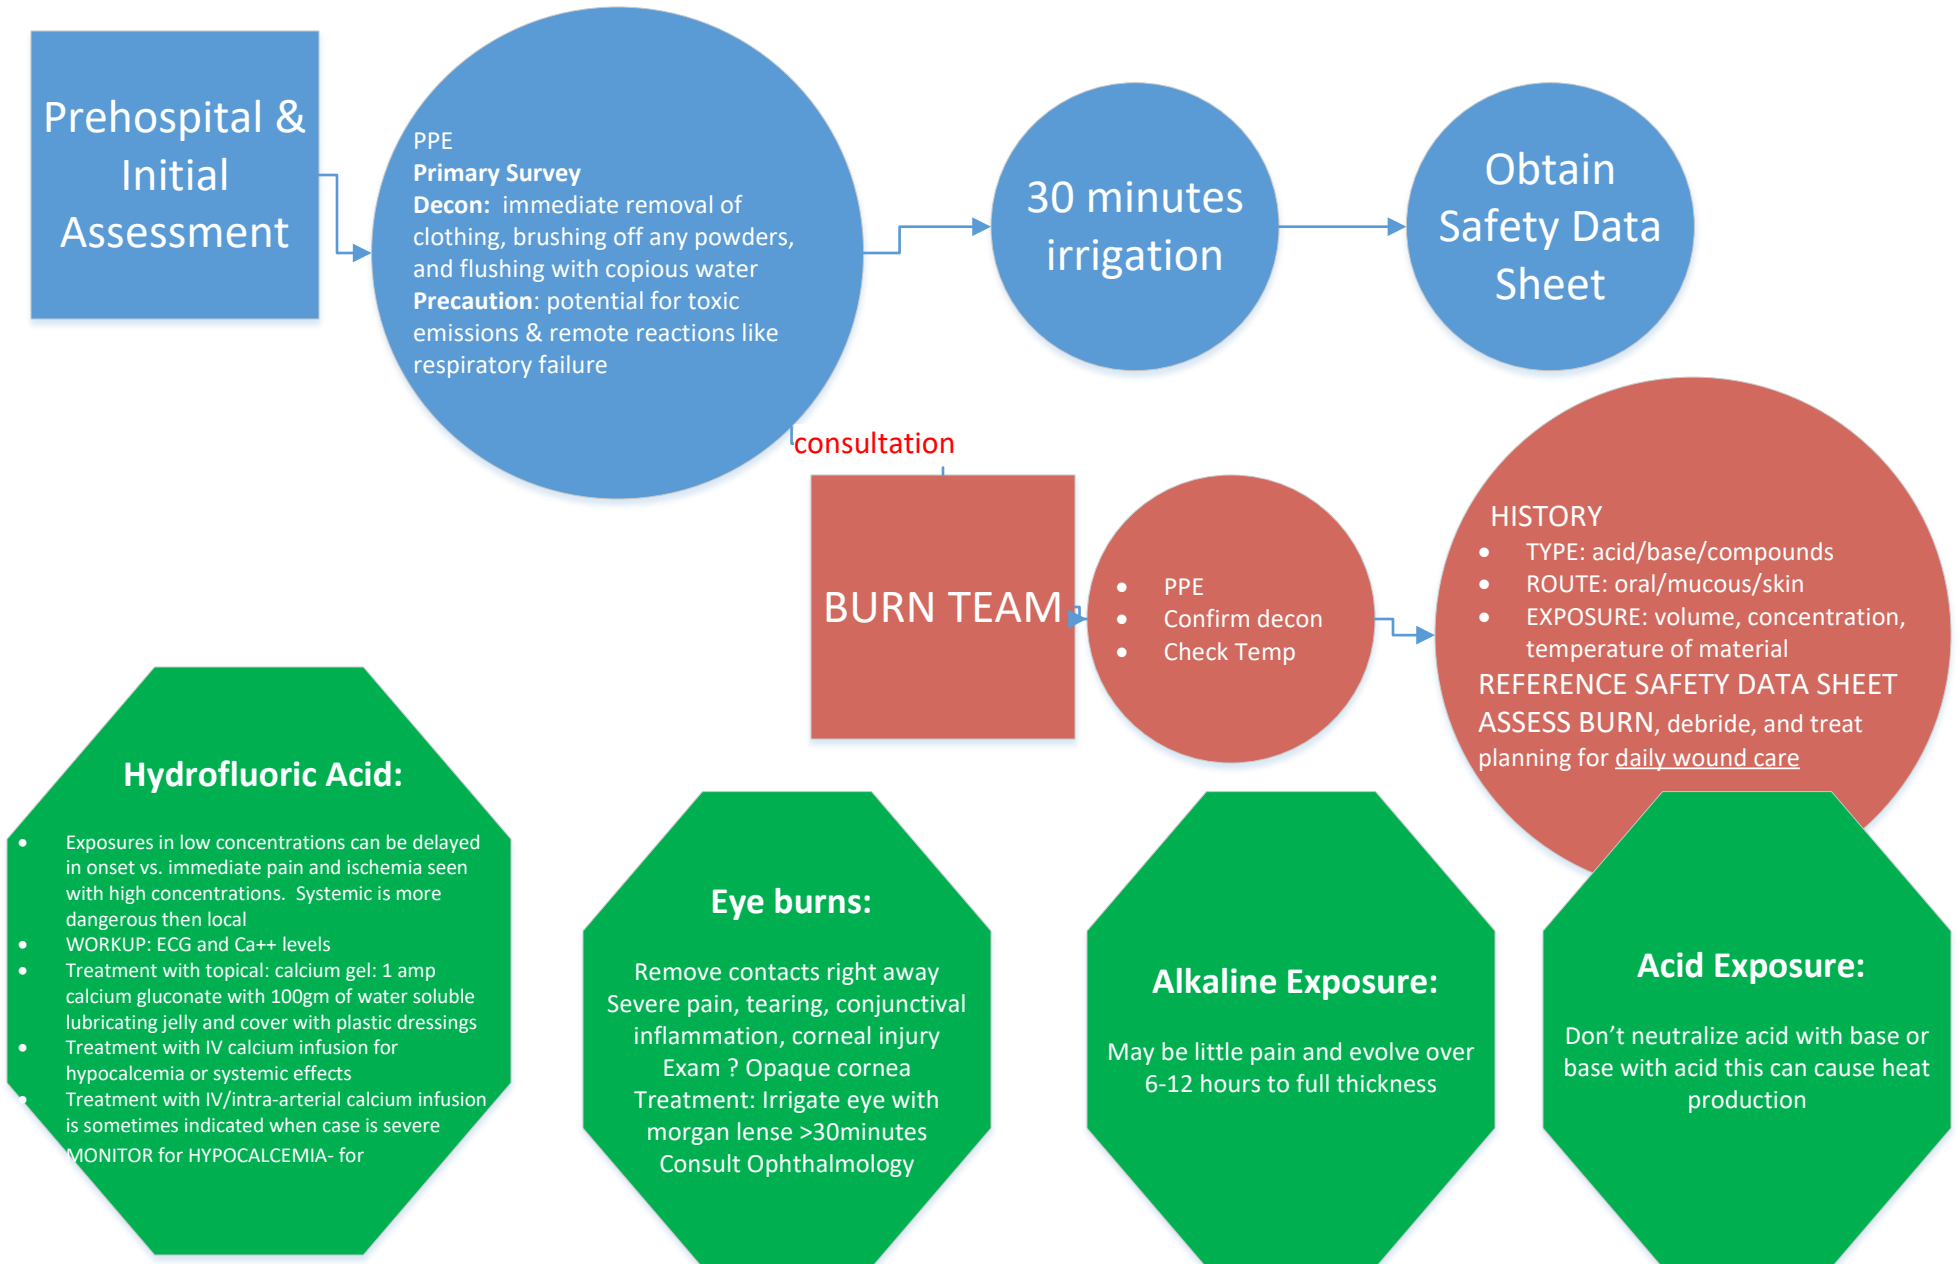 Prehospital &
Initial
Assessment
PPE
Primary Survey
Decon: immediate removal of
clothing, brushing off any powders,
and flushing with copious water
Precaution: potential for toxic
emissions & remote reactions like
respiratory failure
30 minutes
irrigation
Obtain
Safety Data
Sheet
consultation
BURN TEAM
• PPE
• Confirm decon
• Check Temp
HISTORY
• TYPE: acid/base/compounds
• ROUTE: oral/mucous/skin
• EXPOSURE: volume, concentration,
temperature of material
REFERENCE SAFETY DATA SHEET
ASSESS BURN, debride, and treat
planning for daily wound care
Hydrofluoric Acid:
• Exposures in low concentrations can be delayed
in onset vs. immediate pain and ischemia seen
with high concentrations.  Systemic is more
dangerous then local
• WORKUP: ECG and Ca++ levels
• Treatment with topical: calcium gel: 1 amp
calcium gluconate with 100gm of water soluble
lubricating jelly and cover with plastic dressings
• Treatment with IV calcium infusion for
hypocalcemia or systemic effects
• Treatment with IV/intra-arterial calcium infusion
is sometimes indicated when case is severe
MONITOR for HYPOCALCEMIA- for
Eye burns:
Remove contacts right away
Severe pain, tearing, conjunctival
inflammation, corneal injury
Exam ? Opaque cornea
Treatment: Irrigate eye with
morgan lense >30minutes
Consult Ophthalmology
Alkaline Exposure:
May be little pain and evolve over
6-12 hours to full thickness
Acid Exposure:
Don’t neutralize acid with base or
base with acid this can cause heat
production